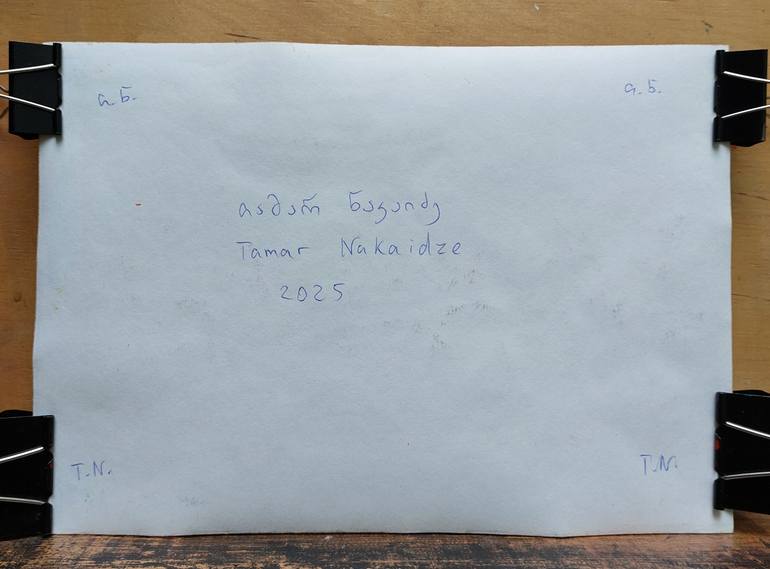 თ. ნ. თ. ნ.
თამარ ნაკაიძე
Tamar Nakaidze
2025
T.N. T.N.